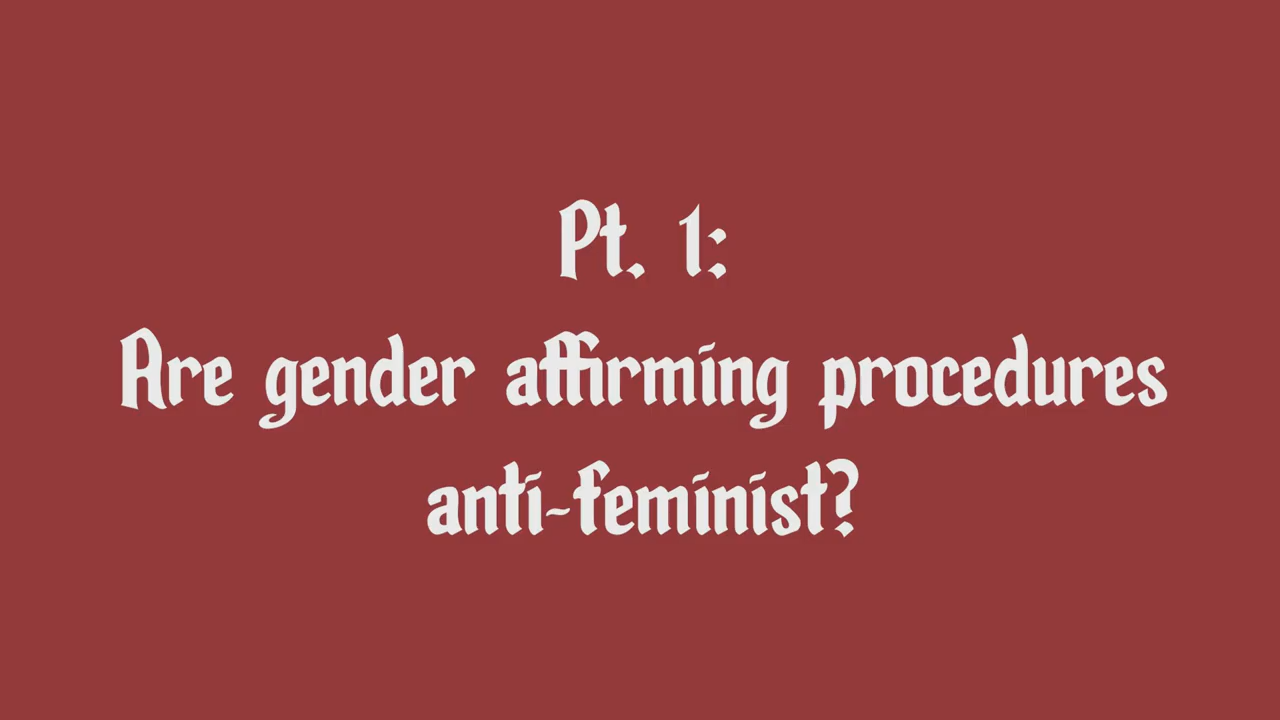 Pt. 1:
Are gender affirming procedures
anti-feminist?